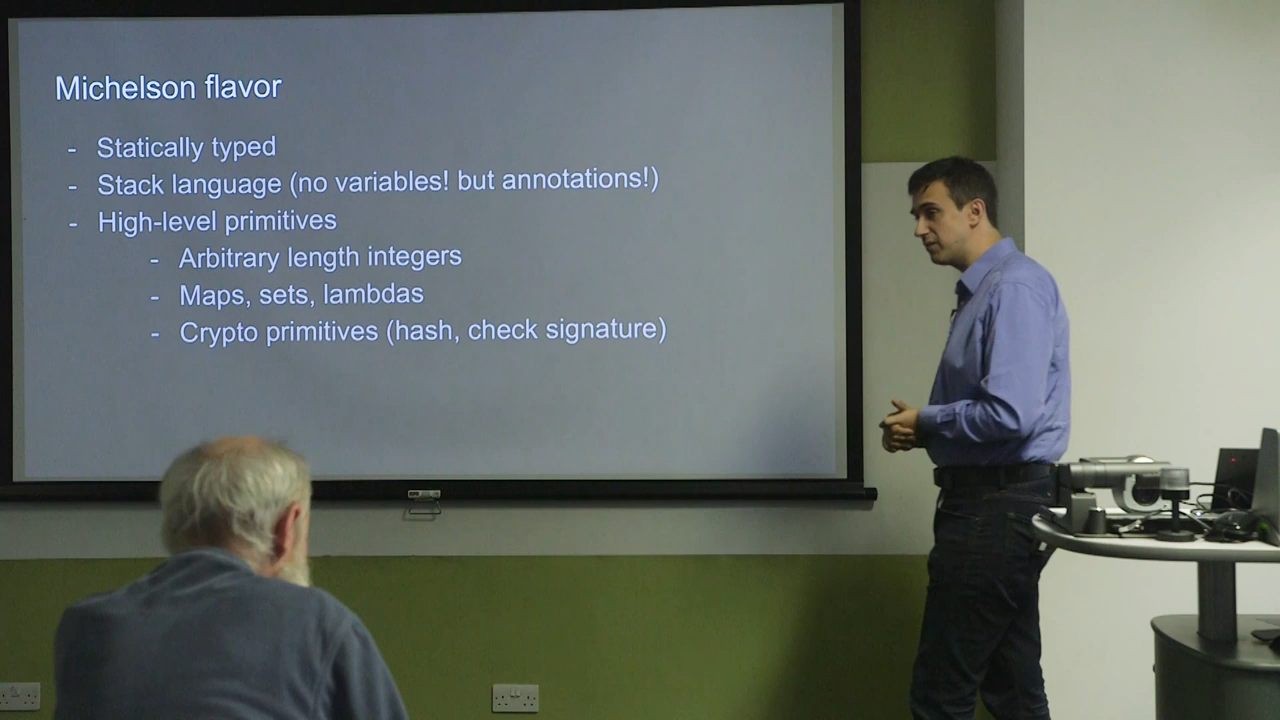 Michelson flavor
- Statically typed
- Stack language (no variables! but annotations!)
- High-level primitives
- Arbitrary length integers
- Maps, sets, lambdas
- Crypto primitives (hash, check signature)